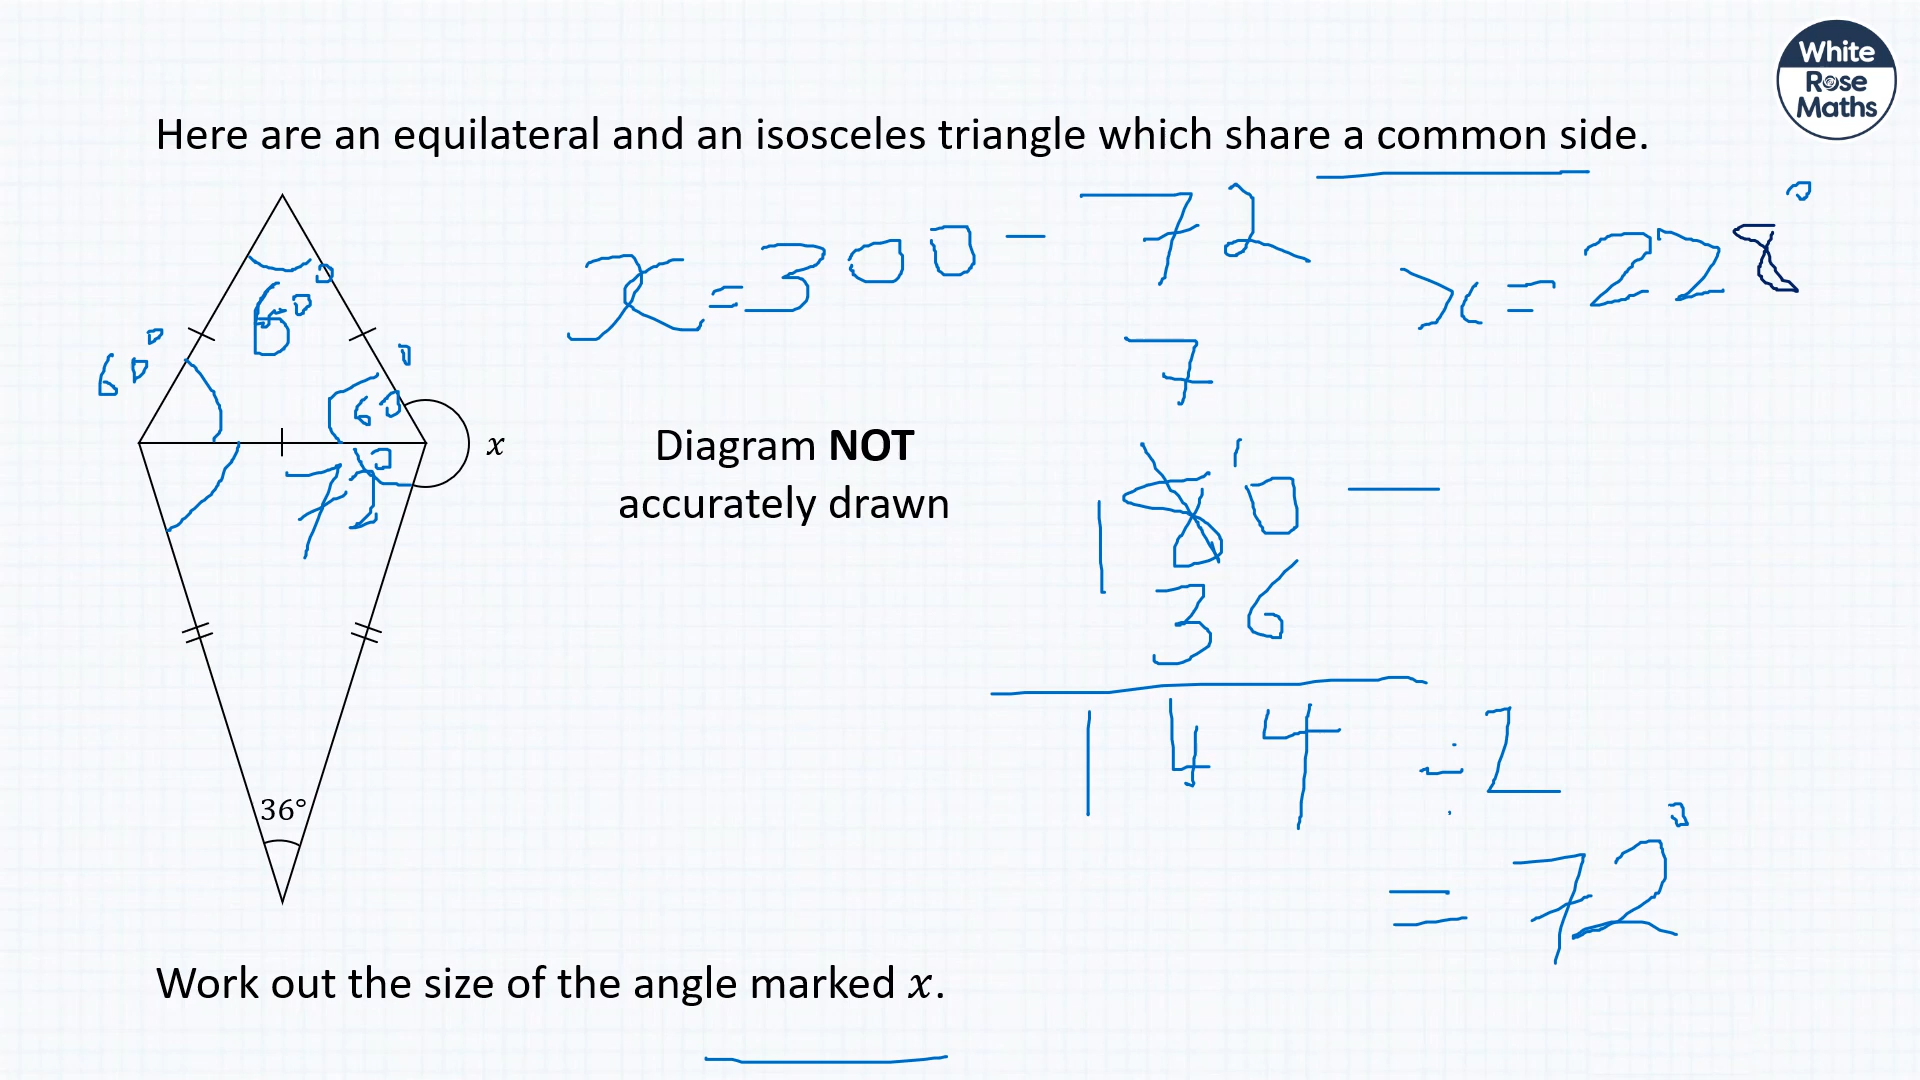 White
Rose
Maths
Here are an equilateral and an isosceles triangle which share a common side.
x = 300 - 72
x = 228°
60°
60°
60°
72°
x
Diagram NOT
accurately drawn
7
180 -
36
144 ÷ 2
= 72°
36°
Work out the size of the angle marked x.